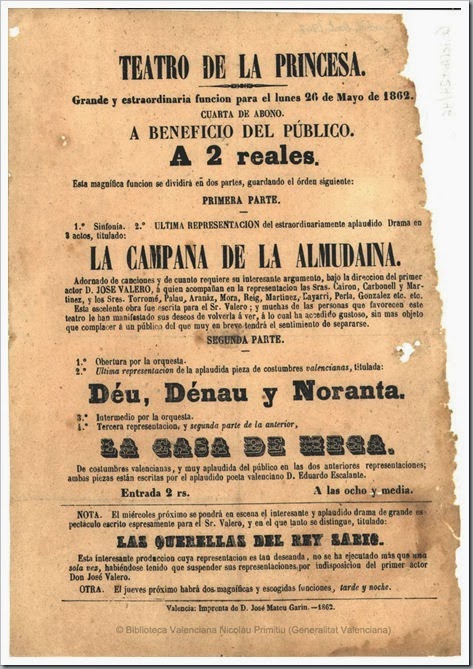 TEATRO DE LA PRINCESA.
Grande y estraordinaria funcion para el lunes 26 de Mayo de 1862.
CUARTA DE ABONO.
A BENEFICIO DEL PÚBLICO.
A 2 reales.
Esta magnífica funcion se dividirá en dos partes, guardando el órden siguiente:
PRIMERA PARTE.
1.° Sinfonía. 2.° ULTIMA REPRESENTACION del estraordinariamente aplaudido Drama en
3 actos, titulado:
LA CAMPANA DE LA ALMUDAINA.
Adornado de canciones y de cuanto requiere su interesante argumento, bajo la direccion del primer
actor D. JOSE VALERO, á quien acompañan en la representacion las Sras. Cairon, Carbonell y Mar-
tinez, y los Sres. Torromé, Palau, Aranáz, Mora, Reig, Martinez, Layarri, Perla, Gonzalez etc. etc.
Esta escelente obra fue escrita para el Sr. Valero; y muchas de las personas que favorecen este
teatro le han manifestado sus deseos de volverla á ver, á lo cual ha accedido gustoso, sin mas objeto
que complacer á un público del que muy en breve tendrá el sentimiento de separarse.
SEGUNDA PARTE.
1.° Obertura por la orquesta.
2.° Ultima representacion de la aplaudida pieza de costumbres valencianas, titulada:
Déu, Dénau y Noranta.
3.° Intermedio por la orquesta.
4.° Tercera representacion, y segunda parte de la anterior,
LA CASA DE MECA.
De costumbres valencianas, y muy aplaudida del público en las dos anteriores representaciones;
ambas piezas están escritas por el aplaudido poeta valenciano D. Eduardo Escalante.
Entrada 2 rs. A las ocho y media.
NOTA. El miércoles próximo se pondrá en escena el interesante y aplaudido drama de grande es-
pectáculo escrito espresamente para el Sr. Valero, y en el que tanto se distingue, titulado:
LAS QUERELLAS DEL REY SABIO.
Esta interesante produccion cuya representacion es tan deseada, no se ha ejecutado más que una
sola vez, habiéndose tenido que suspender sus representaciones por indisposicion del primer actor
Don José Valero.
OTRA. El jueves próximo habrá dos magníficas y escogidas funciones, tarde y noche.
Valencia: Imprenta de D. José Mateu Garin.—1862.
© Biblioteca Valenciana Nicolau Primitiu (Generalitat Valenciana)